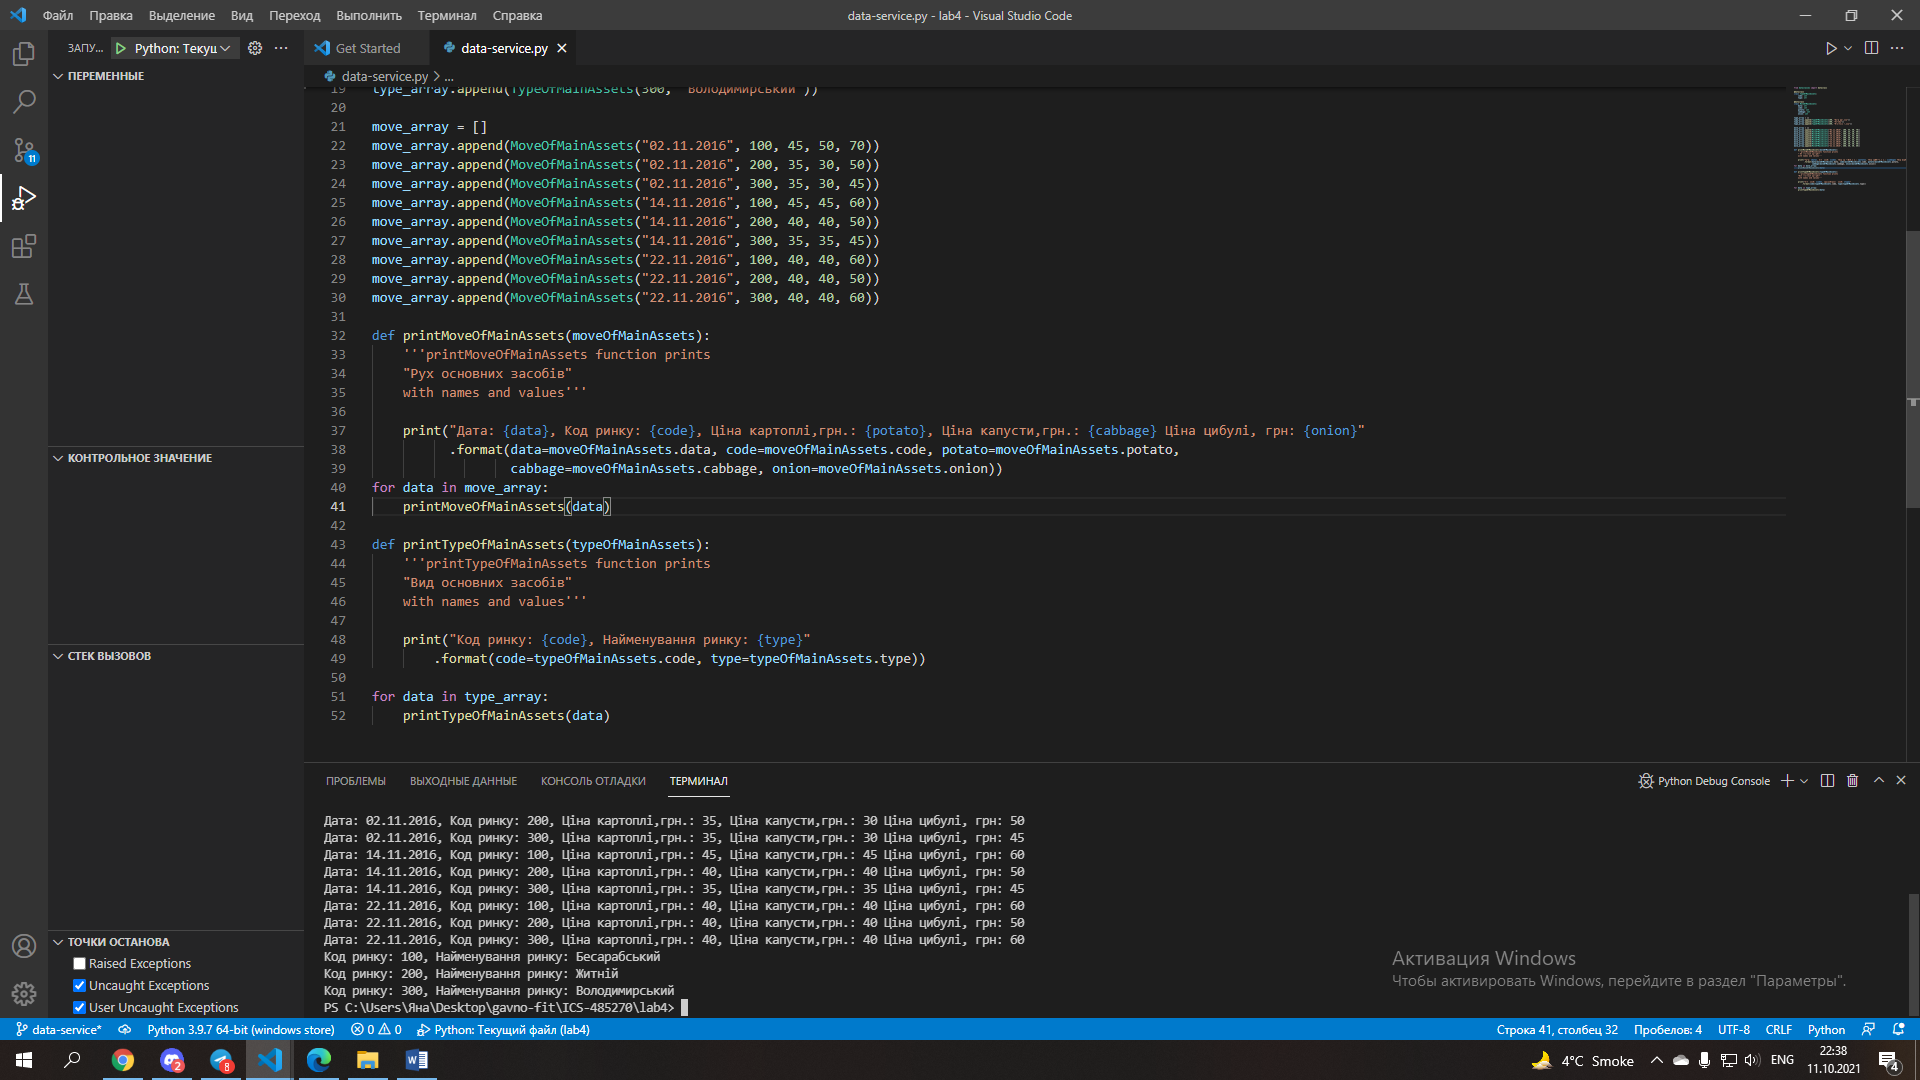 Файл Правка Выделение Вид Переход Выполнить Терминал Справка
data-service.py - lab4 - Visual Studio Code
ЗАПУ... Python: Текущ
Get Started data-service.py
data-service.py > ...
ПЕРЕМЕННЫЕ
19 type_array.append(TypeOfMainAssets(300, "Володимирський"))
20
21 move_array = []
22 move_array.append(MoveOfMainAssets("02.11.2016", 100, 45, 50, 70))
23 move_array.append(MoveOfMainAssets("02.11.2016", 200, 35, 30, 50))
24 move_array.append(MoveOfMainAssets("02.11.2016", 300, 35, 30, 45))
25 move_array.append(MoveOfMainAssets("14.11.2016", 100, 45, 45, 60))
26 move_array.append(MoveOfMainAssets("14.11.2016", 200, 40, 40, 50))
27 move_array.append(MoveOfMainAssets("14.11.2016", 300, 35, 35, 45))
28 move_array.append(MoveOfMainAssets("22.11.2016", 100, 40, 40, 60))
29 move_array.append(MoveOfMainAssets("22.11.2016", 200, 40, 40, 50))
30 move_array.append(MoveOfMainAssets("22.11.2016", 300, 40, 40, 60))
31
32 def printMoveOfMainAssets(moveOfMainAssets):
33 '''printMoveOfMainAssets function prints
34 "Рух основних засобів"
35 with names and values'''
36
37 print("Дата: {data}, Код ринку: {code}, Ціна картоплі,грн.: {potato}, Ціна капусти,грн.: {cabbage} Ціна цибулі, грн: {onion}"
38 .format(data=moveOfMainAssets.data, code=moveOfMainAssets.code, potato=moveOfMainAssets.potato,
39 cabbage=moveOfMainAssets.cabbage, onion=moveOfMainAssets.onion))
40 for data in move_array:
41 printMoveOfMainAssets(data)
42
43 def printTypeOfMainAssets(typeOfMainAssets):
44 '''printTypeOfMainAssets function prints
45 "Вид основних засобів"
46 with names and values'''
47
48 print("Код ринку: {code}, Найменування ринку: {type}"
49 .format(code=typeOfMainAssets.code, type=typeOfMainAssets.type))
50
51 for data in type_array:
52 printTypeOfMainAssets(data)
КОНТРОЛЬНОЕ ЗНАЧЕНИЕ
СТЕК ВЫЗОВОВ
ТОЧКИ ОСТАНОВА
Raised Exceptions
Uncaught Exceptions
User Uncaught Exceptions
11
ПРОБЛЕМЫ ВЫХОДНЫЕ ДАННЫЕ КОНСОЛЬ ОТЛАДКИ ТЕРМИНАЛ
Python Debug Console
Дата: 02.11.2016, Код ринку: 200, Ціна картоплі,грн.: 35, Ціна капусти,грн.: 30 Ціна цибулі, грн: 50
Дата: 02.11.2016, Код ринку: 300, Ціна картоплі,грн.: 35, Ціна капусти,грн.: 30 Ціна цибулі, грн: 45
Дата: 14.11.2016, Код ринку: 100, Ціна картоплі,грн.: 45, Ціна капусти,грн.: 45 Ціна цибулі, грн: 60
Дата: 14.11.2016, Код ринку: 200, Ціна картоплі,грн.: 40, Ціна капусти,грн.: 40 Ціна цибулі, грн: 50
Дата: 14.11.2016, Код ринку: 300, Ціна картоплі,грн.: 35, Ціна капусти,грн.: 35 Ціна цибулі, грн: 45
Дата: 22.11.2016, Код ринку: 100, Ціна картоплі,грн.: 40, Ціна капусти,грн.: 40 Ціна цибулі, грн: 60
Дата: 22.11.2016, Код ринку: 200, Ціна картоплі,грн.: 40, Ціна капусти,грн.: 40 Ціна цибулі, грн: 50
Дата: 22.11.2016, Код ринку: 300, Ціна картоплі,грн.: 40, Ціна капусти,грн.: 40 Ціна цибулі, грн: 60
Код ринку: 100, Найменування ринку: Бесарабський
Код ринку: 200, Найменування ринку: Житній
Код ринку: 300, Найменування ринку: Володимирський
PS C:\Users\Яна\Desktop\gavno-fit\ICS-485270\lab4>
Активация Windows
Чтобы активировать Windows, перейдите в раздел "Параметры".
data-service* Python 3.9.7 64-bit (windows store) 0 0 Python: Текущий файл (lab4)
Строка 41, столбец 32 Пробелов: 4 UTF-8 CRLF Python
2 8 4°C Smoke ENG 22:38
11.10.2021 4